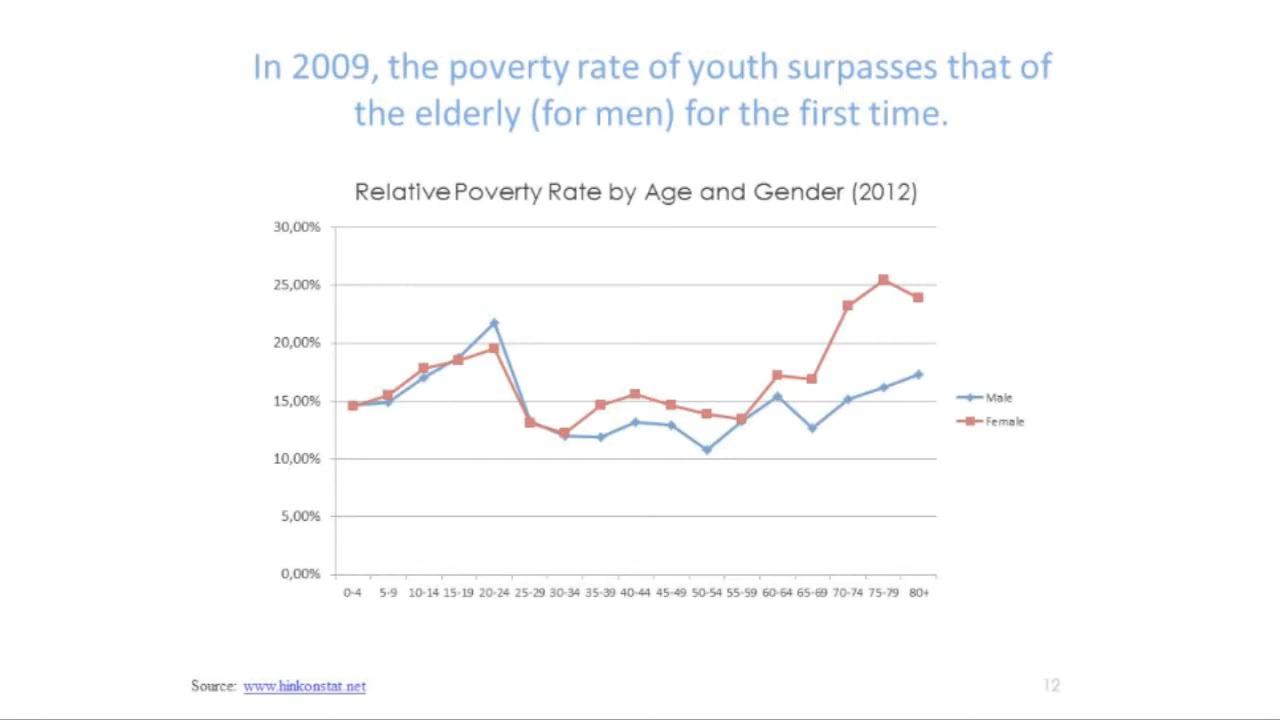 In 2009, the poverty rate of youth surpasses that of
the elderly (for men) for the first time.
Relative Poverty Rate by Age and Gender (2012)
30,00%
25,00%
20,00%
15,00%
10,00%
5,00%
0,00%
0-4 5-9 10-14 15-19 20-24 25-29 30-34 35-39 40-44 45-49 50-54 55-59 60-64 65-69 70-74 75-79 80+
Male
Female
Source: www.hinkonstat.net
12